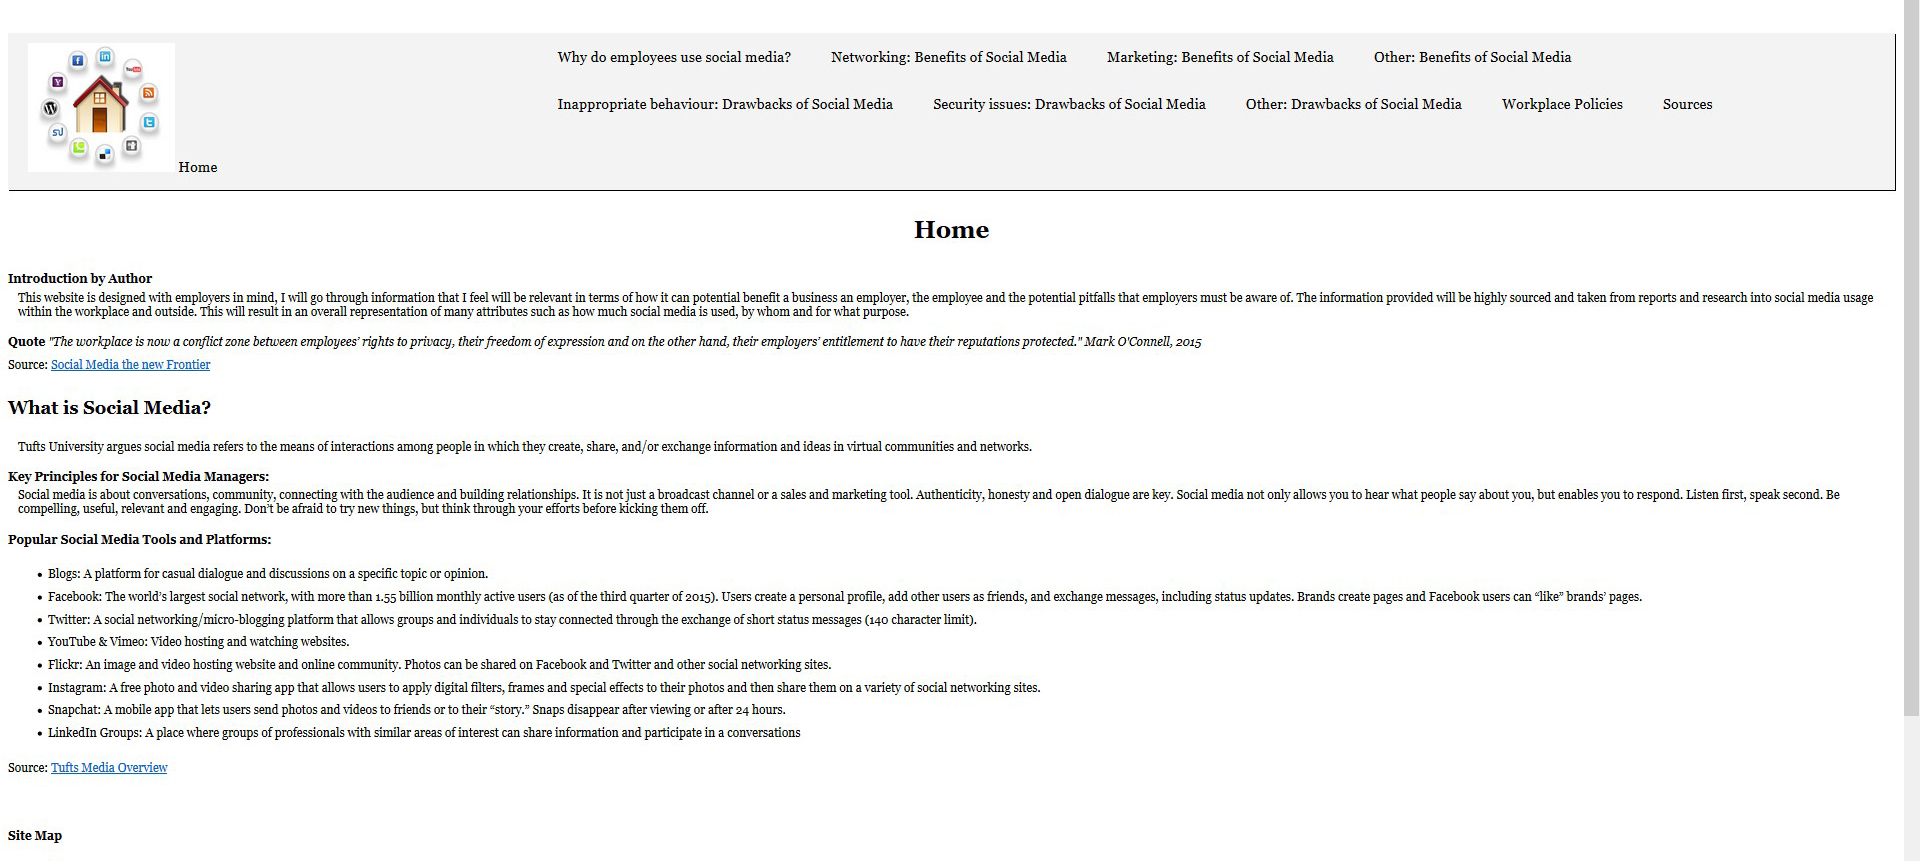 Why do employees use social media? Networking: Benefits of Social Media Marketing: Benefits of Social Media Other: Benefits of Social Media
Inappropriate behaviour: Drawbacks of Social Media Security issues: Drawbacks of Social Media Other: Drawbacks of Social Media Workplace Policies Sources
Home
Home
Introduction by Author
This website is designed with employers in mind, I will go through information that I feel will be relevant in terms of how it can potential benefit a business an employer, the employee and the potential pitfalls that employers must be aware of. The information provided will be highly sourced and taken from reports and research into social media usage
within the workplace and outside. This will result in an overall representation of many attributes such as how much social media is used, by whom and for what purpose.
Quote "The workplace is now a conflict zone between employees' rights to privacy, their freedom of expression and on the other hand, their employers' entitlement to have their reputations protected." Mark O'Connell, 2015
Source: Social Media the new Frontier
What is Social Media?
Tufts University argues social media refers to the means of interactions among people in which they create, share, and/or exchange information and ideas in virtual communities and networks.
Key Principles for Social Media Managers:
Social media is about conversations, community, connecting with the audience and building relationships. It is not just a broadcast channel or a sales and marketing tool. Authenticity, honesty and open dialogue are key. Social media not only allows you to hear what people say about you, but enables you to respond. Listen first, speak second. Be
compelling, useful, relevant and engaging. Don't be afraid to try new things, but think through your efforts before kicking them off.
Popular Social Media Tools and Platforms:
• Blogs: A platform for casual dialogue and discussions on a specific topic or opinion.
• Facebook: The world's largest social network, with more than 1.55 billion monthly active users (as of the third quarter of 2015). Users create a personal profile, add other users as friends, and exchange messages, including status updates. Brands create pages and Facebook users can “like” brands’ pages.
• Twitter: A social networking/micro-blogging platform that allows groups and individuals to stay connected through the exchange of short status messages (140 character limit).
• YouTube & Vimeo: Video hosting and watching websites.
• Flickr: An image and video hosting website and online community. Photos can be shared on Facebook and Twitter and other social networking sites.
• Instagram: A free photo and video sharing app that allows users to apply digital filters, frames and special effects to their photos and then share them on a variety of social networking sites.
• Snapchat: A mobile app that lets users send photos and videos to friends or to their “story.” Snaps disappear after viewing or after 24 hours.
• LinkedIn Groups: A place where groups of professionals with similar areas of interest can share information and participate in a conversations
Source: Tufts Media Overview
Site Map